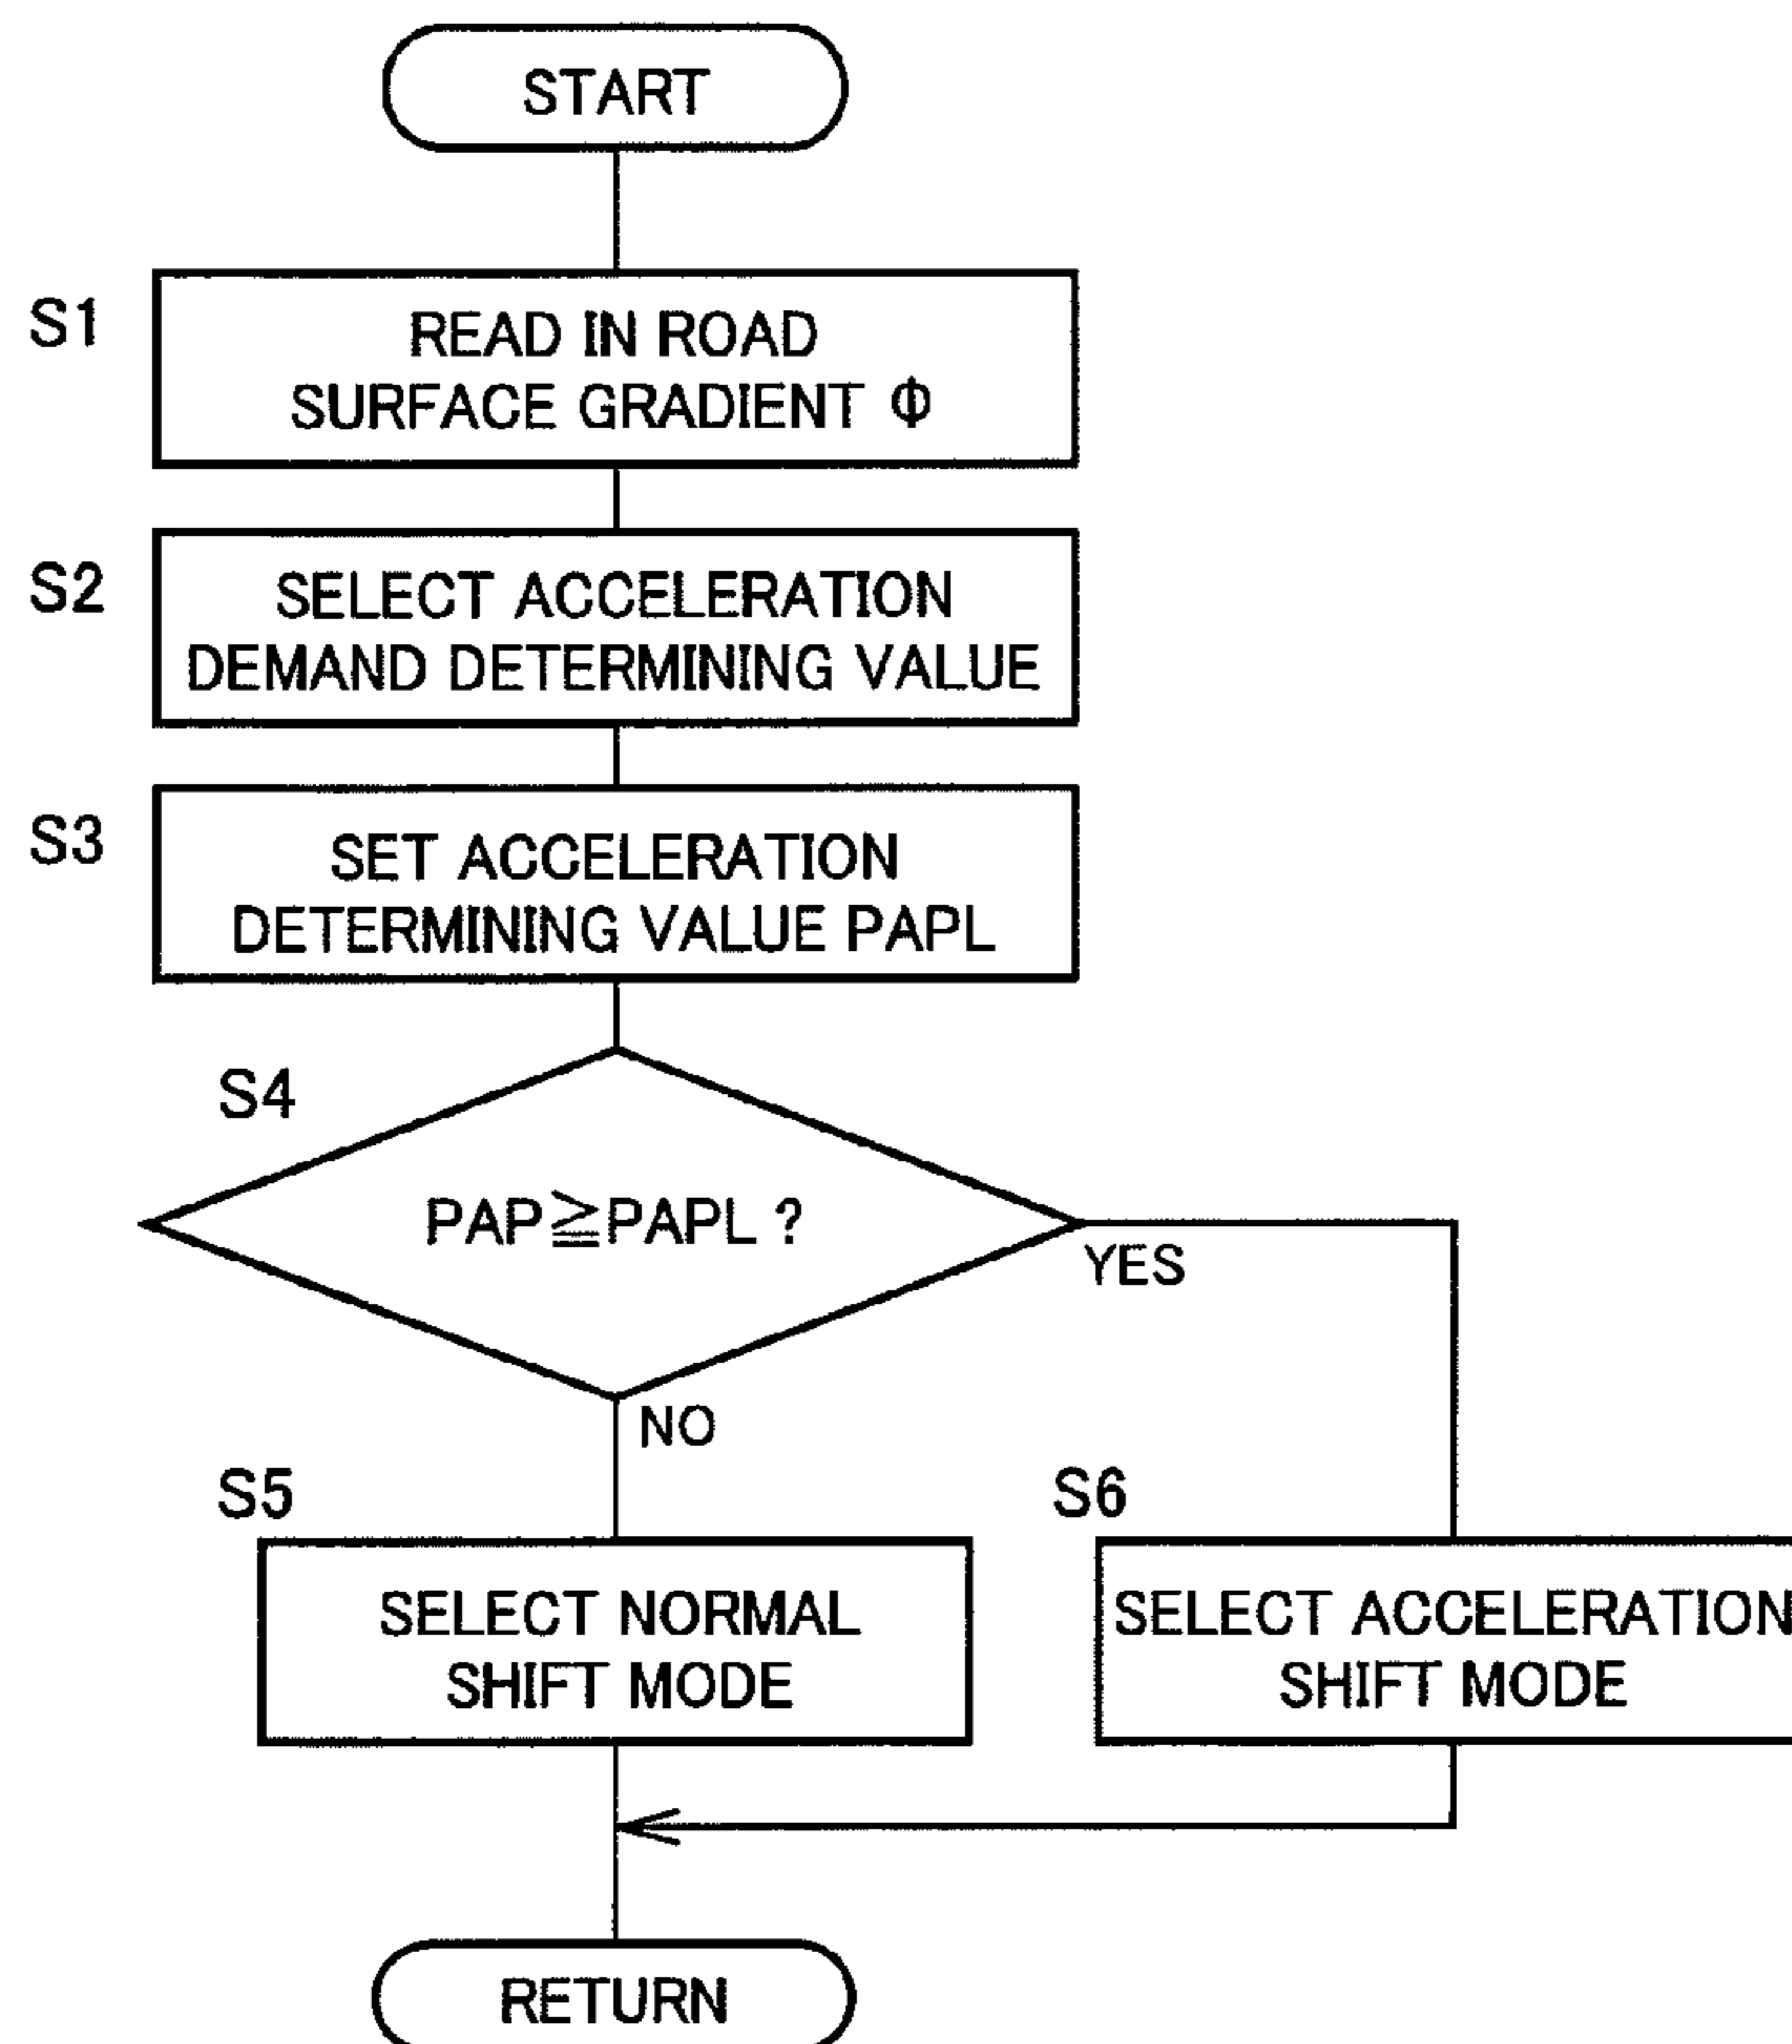 START
S1
READ IN ROAD
SURFACE GRADIENT Φ
S2
SELECT ACCELERATION
DEMAND DETERMINING VALUE
S3
SET ACCELERATION
DETERMINING VALUE PAPL
S4
PAP≧PAPL ?
YES
NO
S5
SELECT NORMAL
SHIFT MODE
S6
SELECT ACCELERATION
SHIFT MODE
RETURN